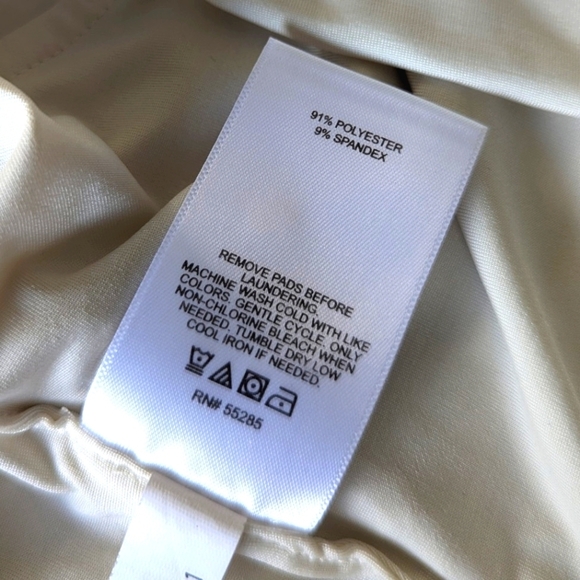 91% POLYESTER
9% SPANDEX
REMOVE PADS BEFORE
LAUNDERING.
MACHINE WASH COLD WITH LIKE
COLORS. GENTLE CYCLE. ONLY
NON-CHLORINE BLEACH WHEN
NEEDED. TUMBLE DRY LOW
COOL IRON IF NEEDED.
RN# 55285